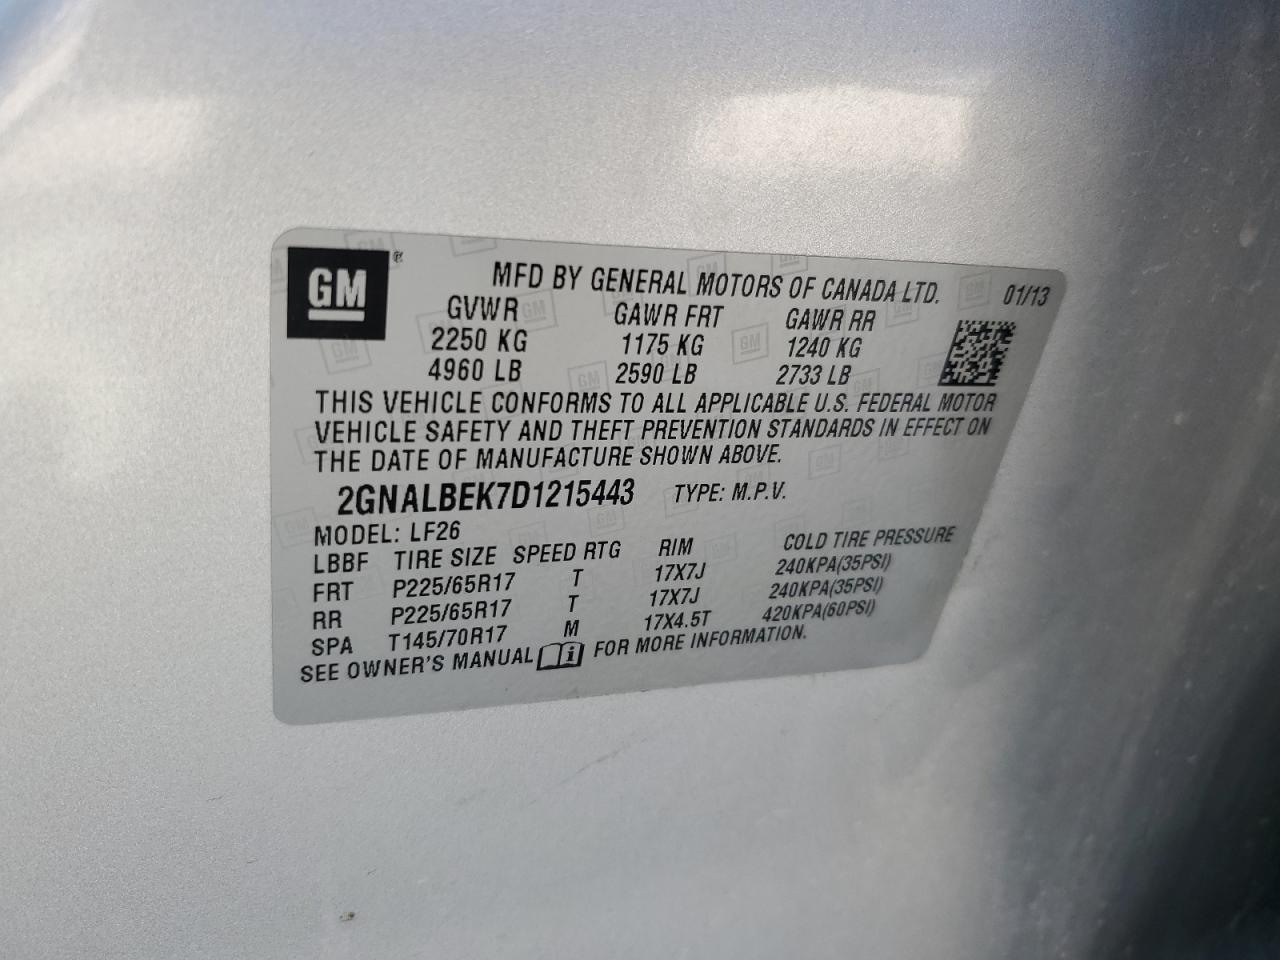 GM®
MFD BY GENERAL MOTORS OF CANADA LTD. 01/13
GVWR GAWR FRT GAWR RR
2250 KG 1175 KG 1240 KG
4960 LB 2590 LB 2733 LB
THIS VEHICLE CONFORMS TO ALL APPLICABLE U.S. FEDERAL MOTOR
VEHICLE SAFETY AND THEFT PREVENTION STANDARDS IN EFFECT ON
THE DATE OF MANUFACTURE SHOWN ABOVE.
2GNALBEK7D1215443 TYPE: M.P.V.
MODEL: LF26
LBBF TIRE SIZE SPEED RTG RIM COLD TIRE PRESSURE
FRT P225/65R17 T 17X7J 240KPA(35PSI)
RR P225/65R17 T 17X7J 240KPA(35PSI)
SPA T145/70R17 M 17X4.5T 420KPA(60PSI)
SEE OWNER'S MANUAL i FOR MORE INFORMATION.